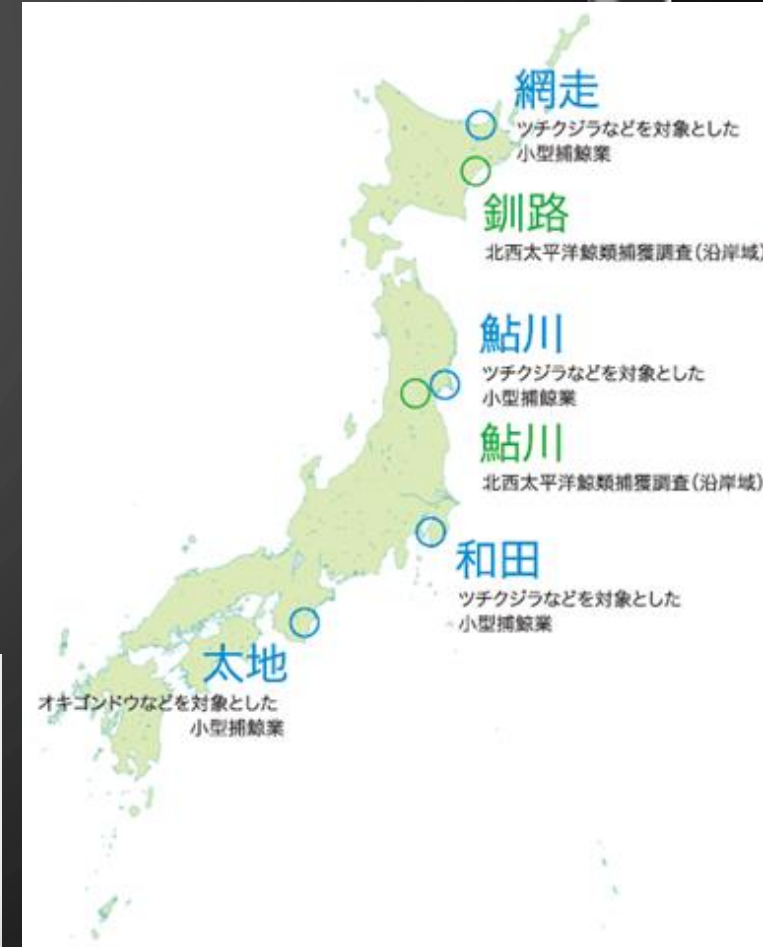 網走
ツチクジラなどを対象とした
小型捕鯨業
釧路
北西太平洋鯨類捕獲調査(沿岸域)
鮎川
ツチクジラなどを対象とした
小型捕鯨業
鮎川
北西太平洋鯨類捕獲調査(沿岸域)
和田
ツチクジラなどを対象とした
小型捕鯨業
太地
オキゴンドウなどを対象とした
小型捕鯨業